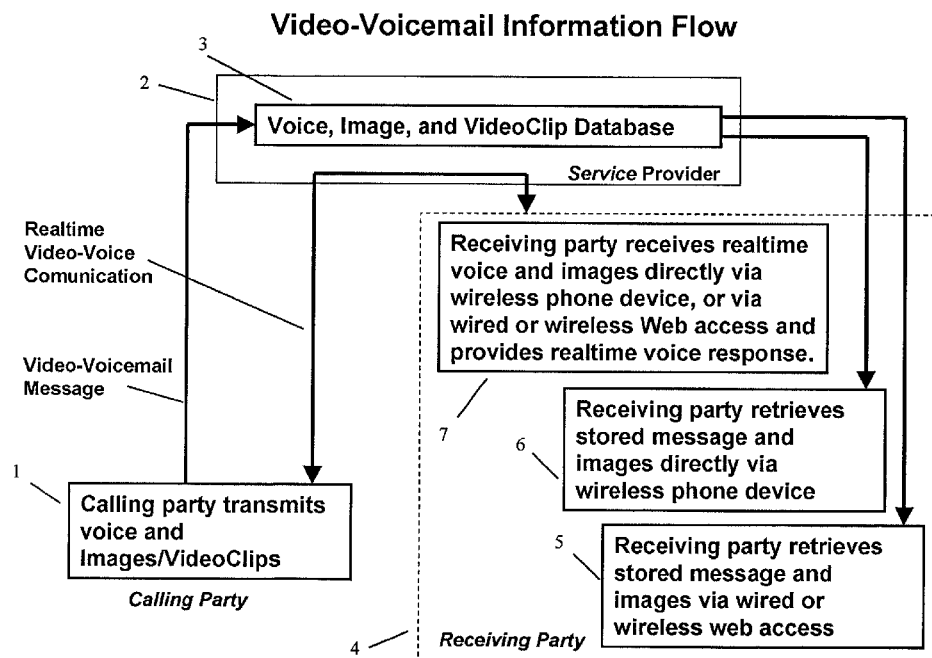 Video-Voicemail Information Flow
3
2
Voice, Image, and VideoClip Database
Service Provider
Realtime
Video-Voice
Comunication
Receiving party receives realtime
voice and images directly via
wireless phone device, or via
wired or wireless Web access and
provides realtime voice response.
Video-Voicemail
Message
7
Receiving party retrieves
stored message and
images directly via
wireless phone device
6
1
Calling party transmits
voice and
Images/VideoClips
Calling Party
5
Receiving party retrieves
stored message and
images via wired or
wireless web access
4
Receiving Party